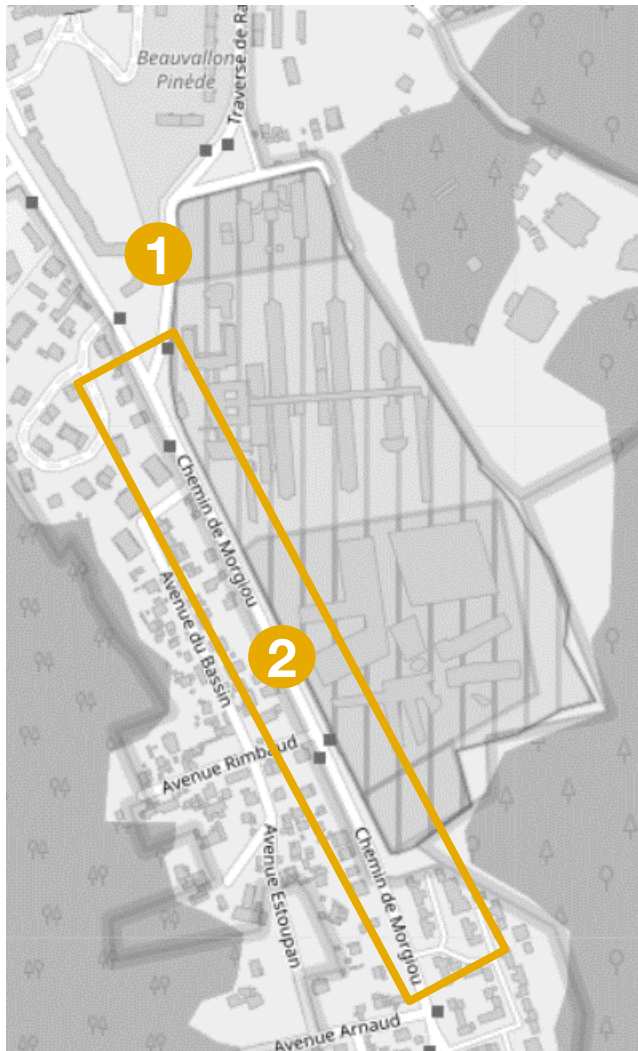 Beauvallon
Pinède
Traverse de Ra
1
Chemin de Morgiou
Avenue du Bassin
2
Avenue Rimbaud
Chemin de Morgiou
Avenue Estoupan
Avenue Arnaud